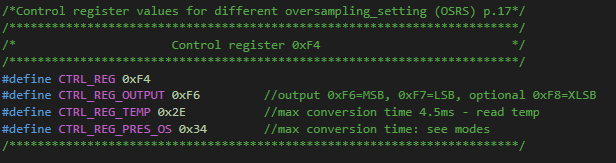 /*Control register values for different oversampling_setting (OSRS) p.17*/
/***********************************************************************/
/*                      Control register 0xF4                          */
/***********************************************************************/
#define CTRL_REG 0xF4
#define CTRL_REG_OUTPUT 0xF6         //output 0xF6=MSB, 0xF7=LSB, optional 0xF8=XLSB
#define CTRL_REG_TEMP 0x2E           //max conversion time 4.5ms - read temp
#define CTRL_REG_PRES_OS 0x34        //max conversion time: see modes
/***********************************************************************/